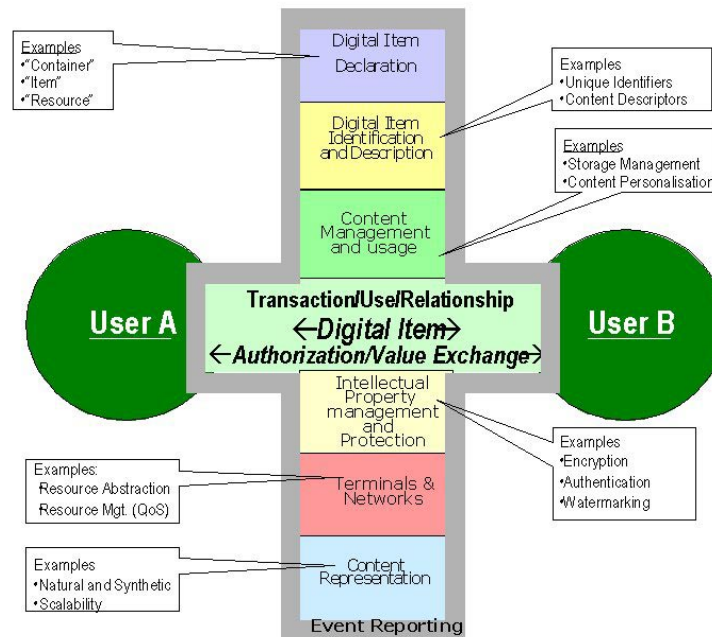 Digital Item
Declaration
Examples
•"Container"
•"Item"
•"Resource"
Digital Item
Identification
and Description
Examples
•Unique Identifiers
•Content Descriptors
Content
Management
and usage
Examples
•Storage Management
•Content Personalisation
User A
Transaction/Use/Relationship
←Digital Item→
←Authorization/Value Exchange→
User B
Intellectual
Property
management
and
Protection
Examples
•Encryption
•Authentication
•Watermarking
Terminals &
Networks
Examples:
•Resource Abstraction
•Resource Mgt. (QoS)
Content
Representation
Examples
•Natural and Synthetic
•Scalability
Event Reporting